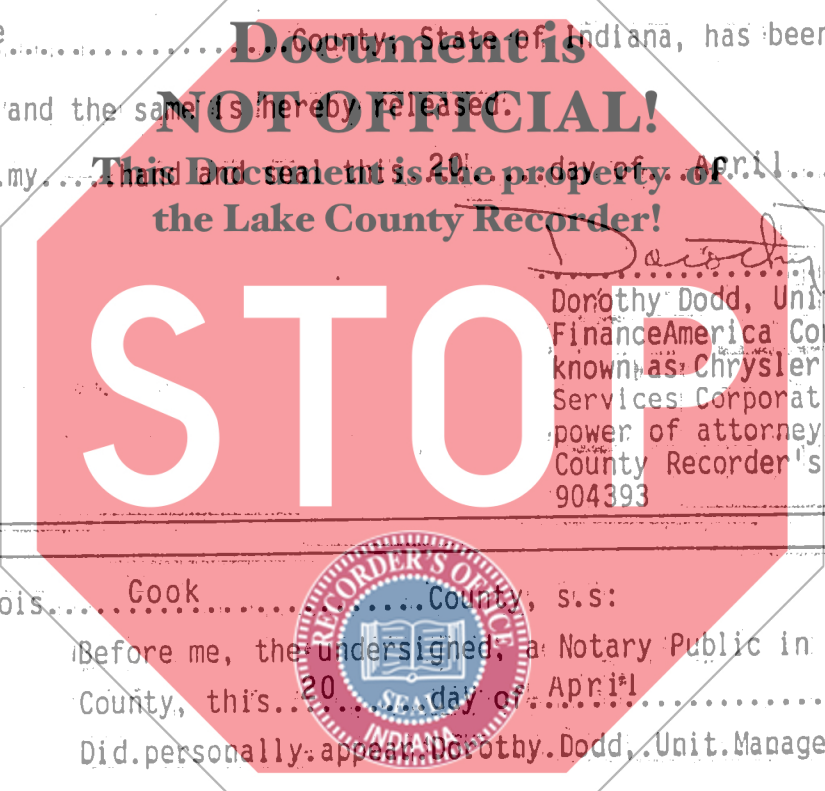 County, State of Indiana, has been
Document is
and the same is hereby released.
NOT OFFICIAL!
my hand and seal this 20 day of April
This Document is the property of
the Lake County Recorder!
Dorothy
STOP
Dorothy Dodd, Uni
FinanceAmerica Co
known as Chrysler
Services Corporat
power of attorney
County Recorder's
904393
ois Cook County, s.s:
RECORDER'S OFFICE
Before me, the undersigned, a Notary Public in
County, this 20 day of April
SEAL
INDIANA
Did personally appear Dorothy Dodd, Unit Manage